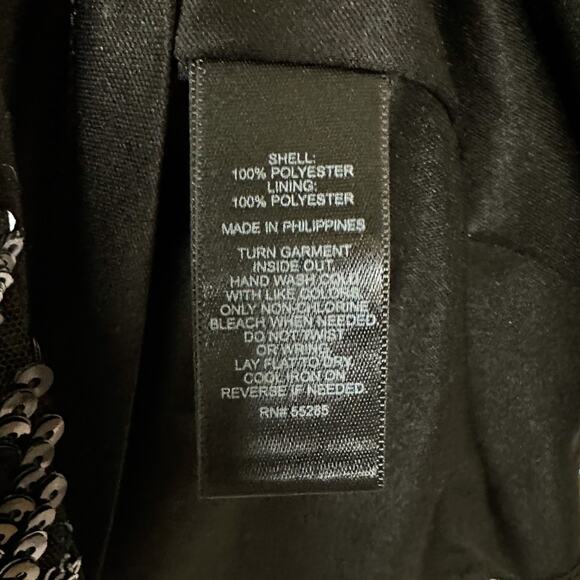 SHELL:
100% POLYESTER
LINING:
100% POLYESTER
MADE IN PHILIPPINES
TURN GARMENT
INSIDE OUT.
HAND WASH COLD
WITH LIKE COLORS
ONLY NON-CHLORINE
BLEACH WHEN NEEDED
DO NOT TWIST
OR WRING
LAY FLAT TO DRY
COOL IRON ON
REVERSE IF NEEDED
RN# 55285